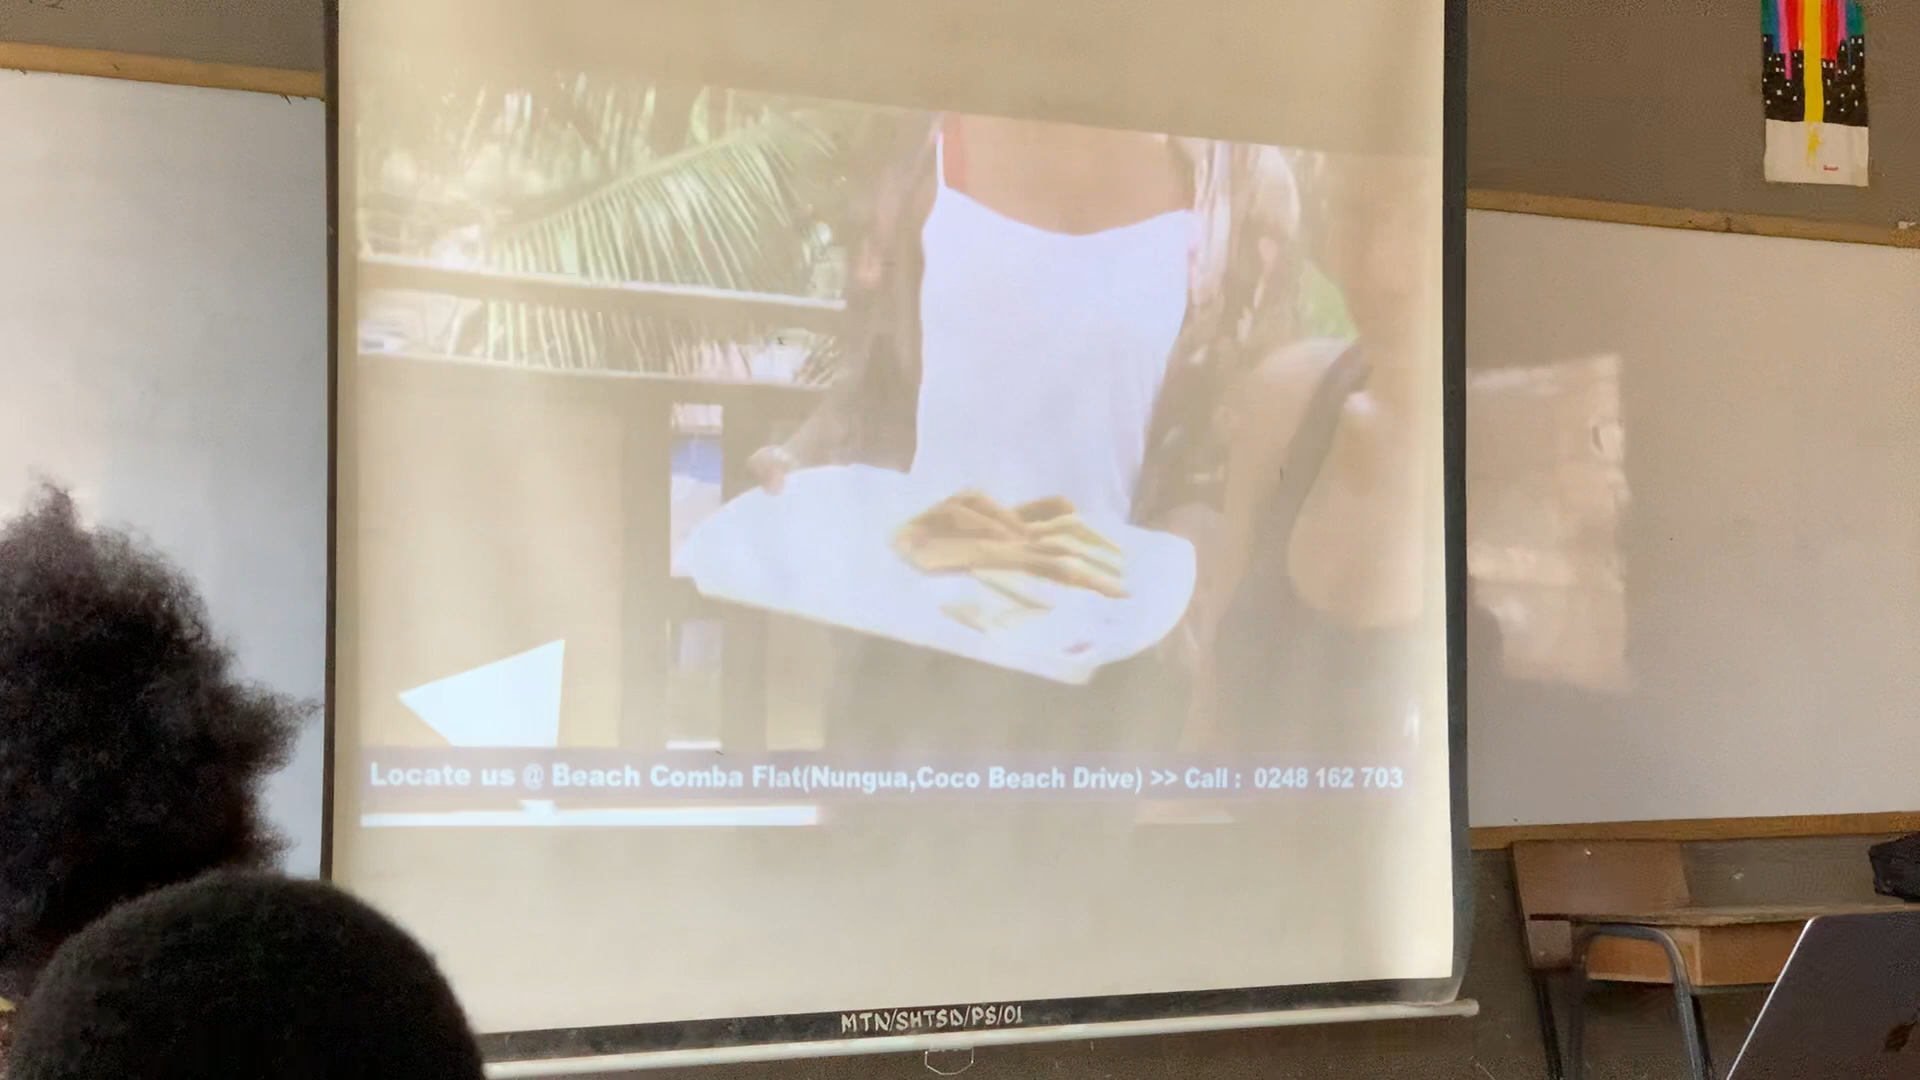 Locate us @ Beach Comba Flat(Nungua,Coco Beach Drive) >> Call : 0248 162 703
MTN/SHTSD/PS/01